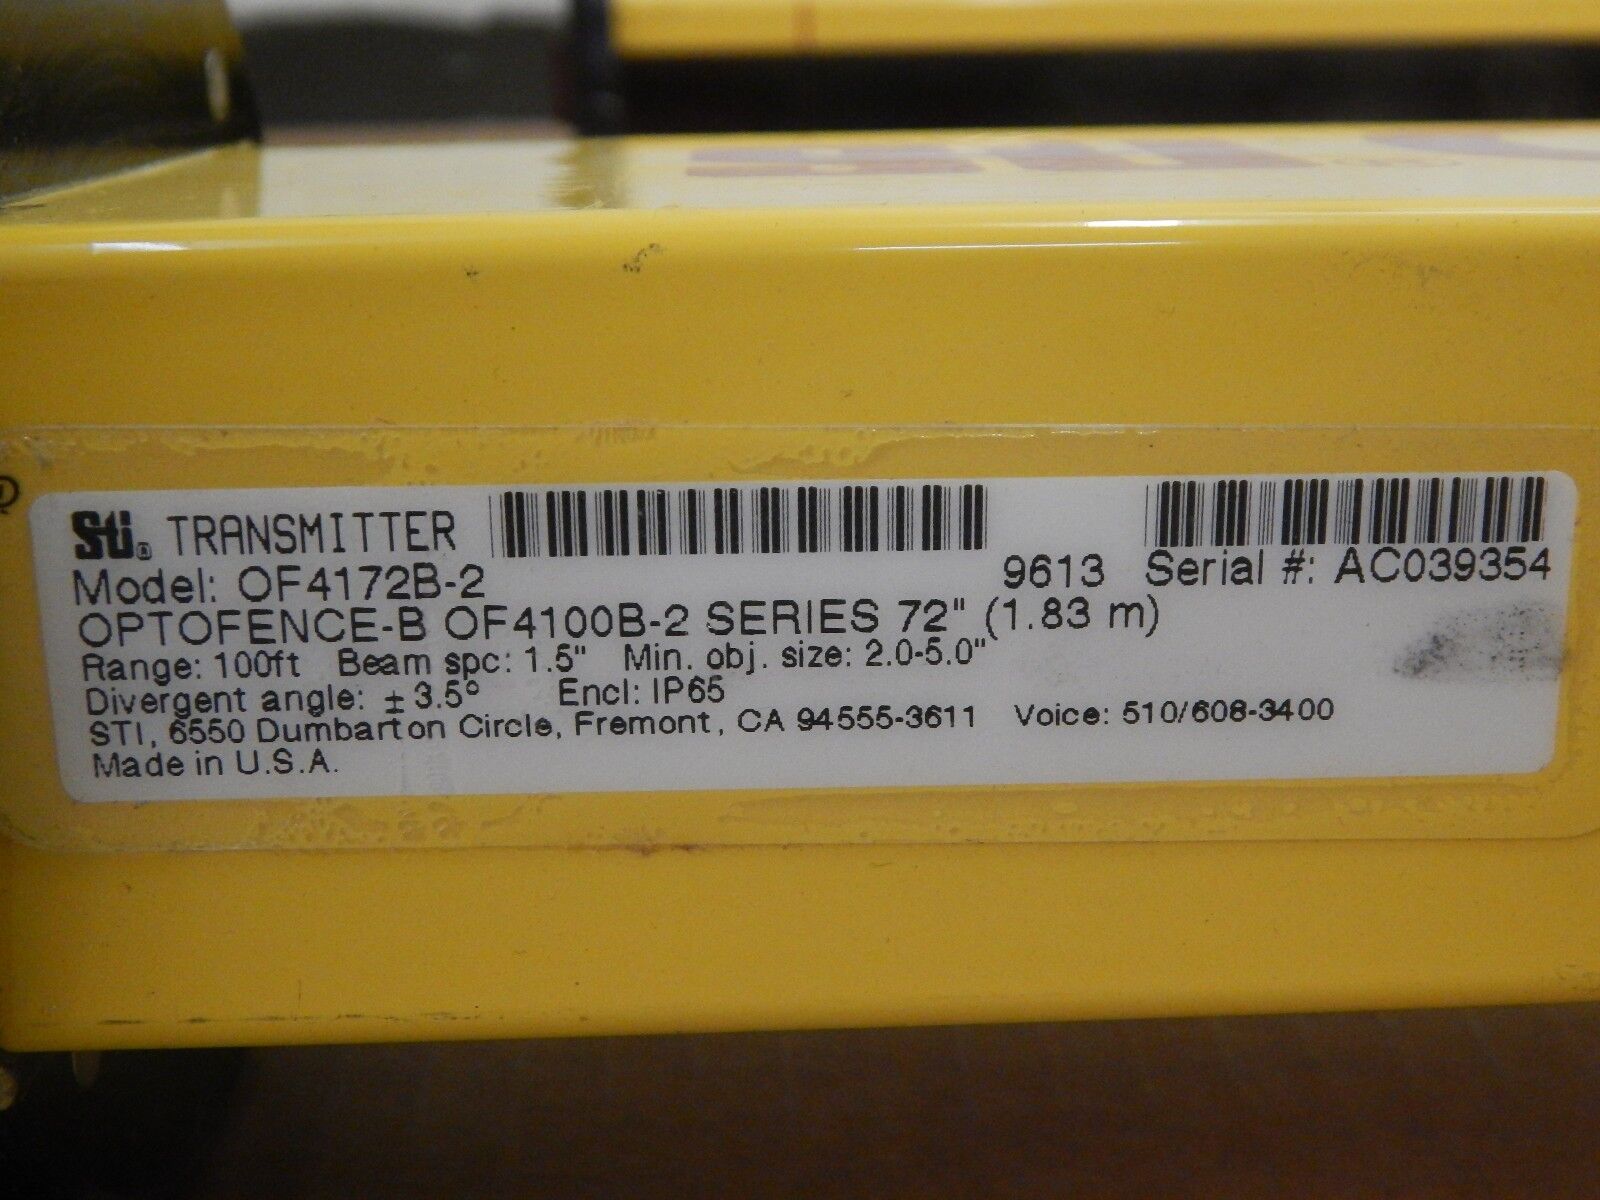 Sti® TRANSMITTER
Model: OF4172B-2 9613 Serial #: AC039354
OPTOFENCE-B OF4100B-2 SERIES 72" (1.83 m)
Range: 100ft Beam spc: 1.5" Min. obj. size: 2.0-5.0"
Divergent angle: ± 3.5° Encl: IP65
STI, 6550 Dumbarton Circle, Fremont, CA 94555-3611 Voice: 510/608-3400
Made in U.S.A.